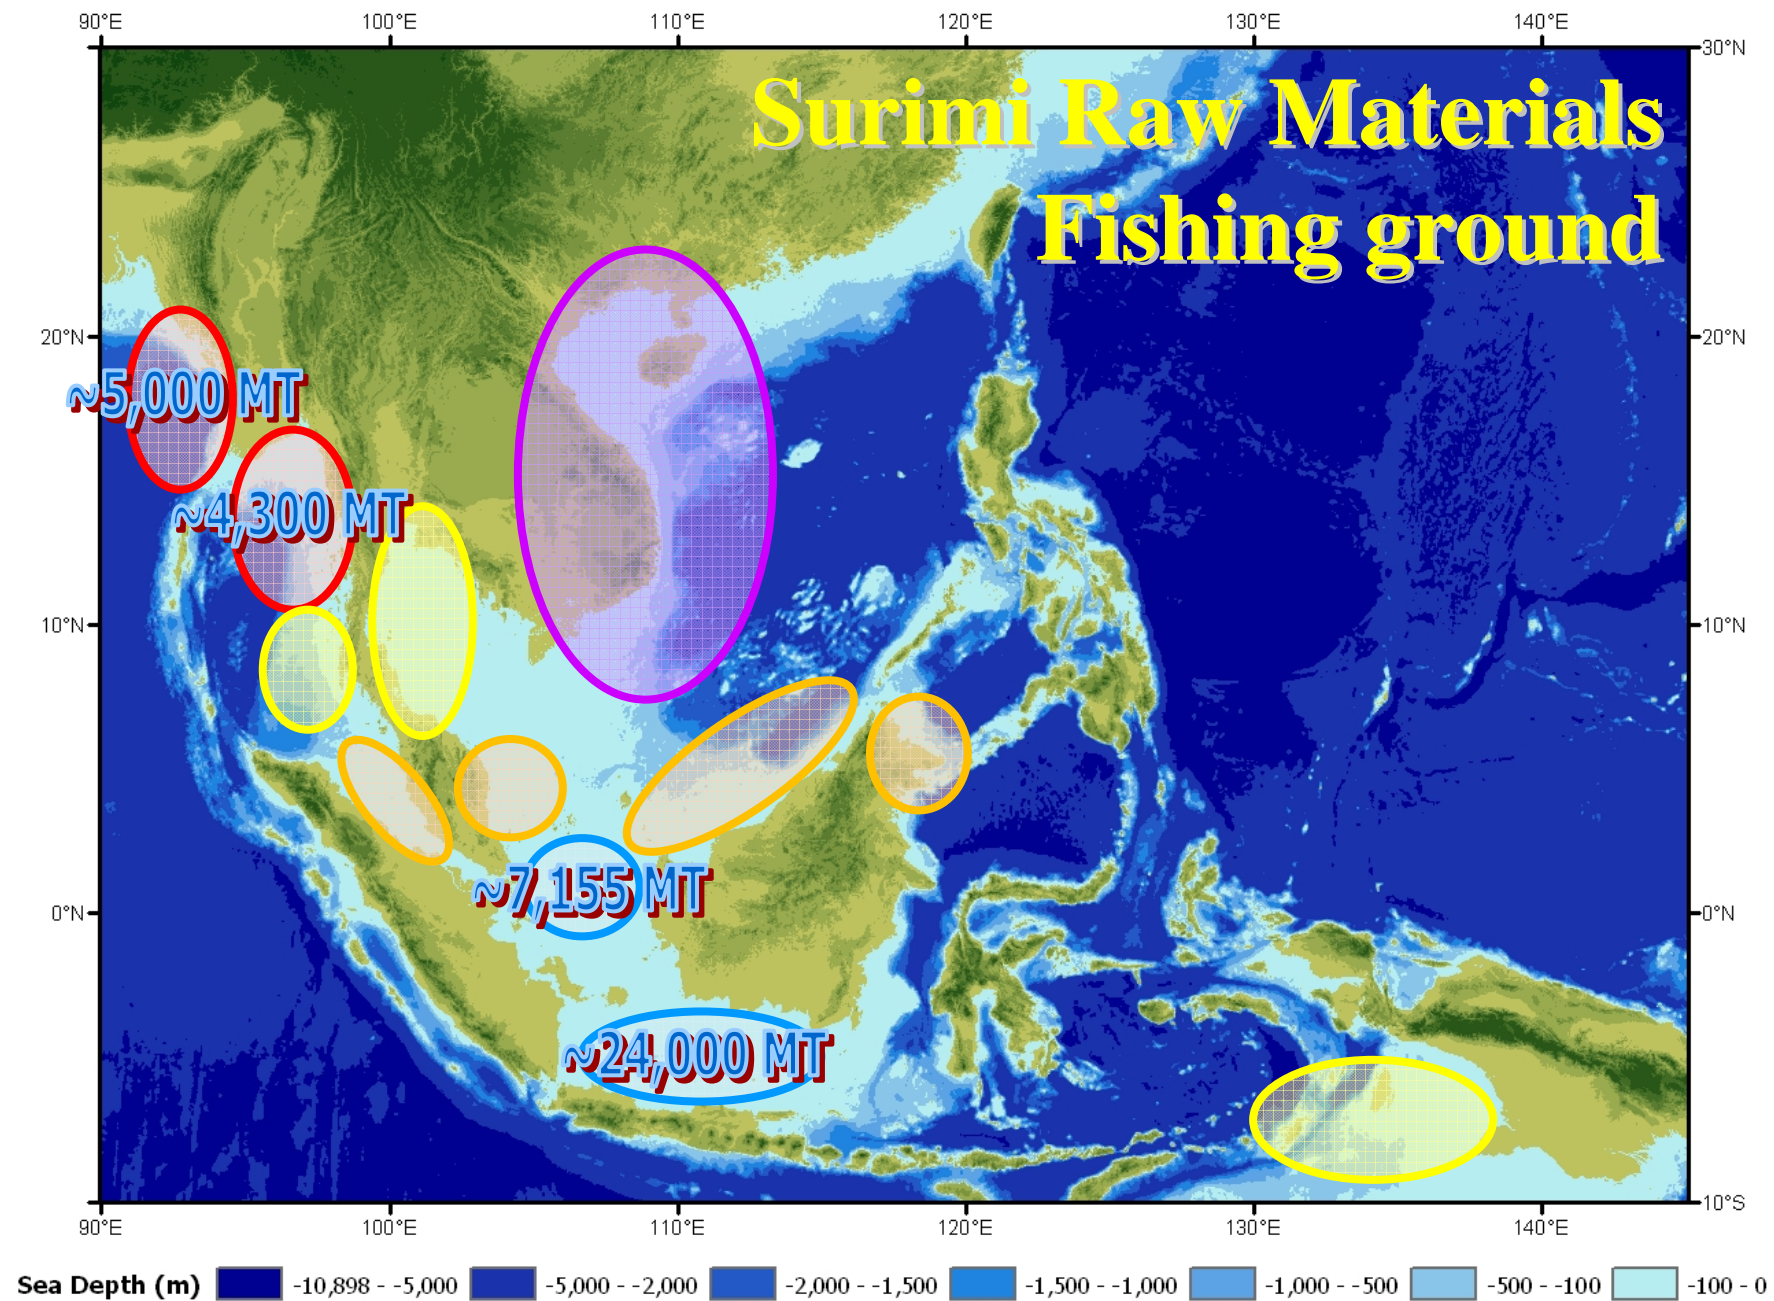 90°E 100°E 110°E 120°E 130°E 140°E
30°N
Surimi Raw Materials
Fishing ground
20°N 20°N
~5,000 MT
~4,300 MT
10°N 10°N
~7,155 MT
0°N 0°N
~24,000 MT
10°S
90°E 100°E 110°E 120°E 130°E 140°E
Sea Depth (m) -10,898 - -5,000 -5,000 - -2,000 -2,000 - -1,500 -1,500 - -1,000 -1,000 - -500 -500 - -100 -100 - 0